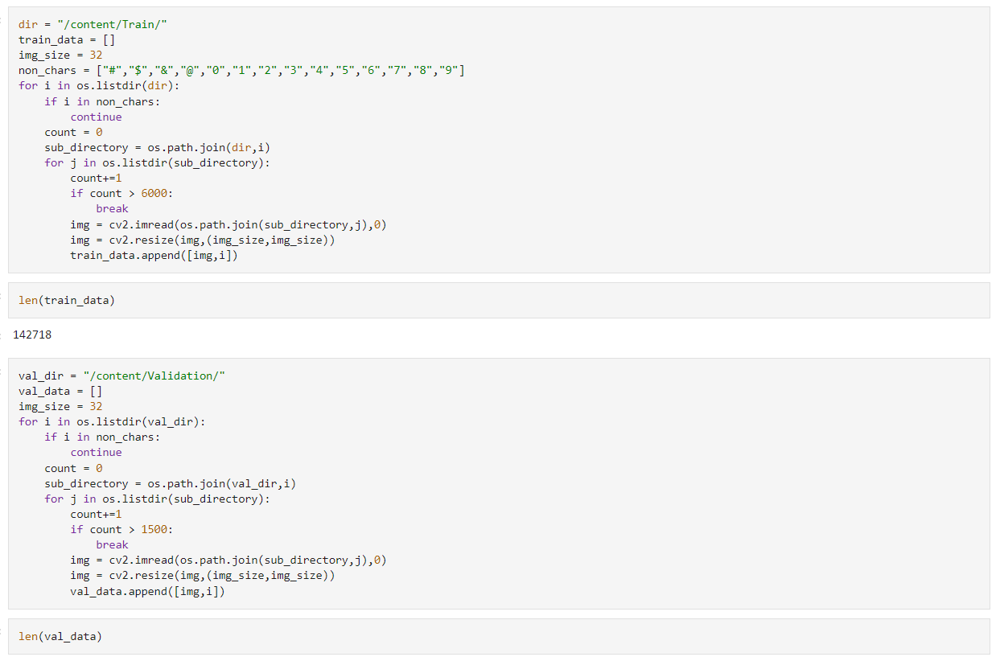 dir = "/content/Train/"
train_data = []
img_size = 32
non_chars = ["#","$","&","@","0","1","2","3","4","5","6","7","8","9"]
for i in os.listdir(dir):
    if i in non_chars:
        continue
    count = 0
    sub_directory = os.path.join(dir,i)
    for j in os.listdir(sub_directory):
        count+=1
        if count > 6000:
            break
        img = cv2.imread(os.path.join(sub_directory,j),0)
        img = cv2.resize(img,(img_size,img_size))
        train_data.append([img,i])
len(train_data)
142718
val_dir = "/content/Validation/"
val_data = []
img_size = 32
for i in os.listdir(val_dir):
    if i in non_chars:
        continue
    count = 0
    sub_directory = os.path.join(val_dir,i)
    for j in os.listdir(sub_directory):
        count+=1
        if count > 1500:
            break
        img = cv2.imread(os.path.join(sub_directory,j),0)
        img = cv2.resize(img,(img_size,img_size))
        val_data.append([img,i])
len(val_data)